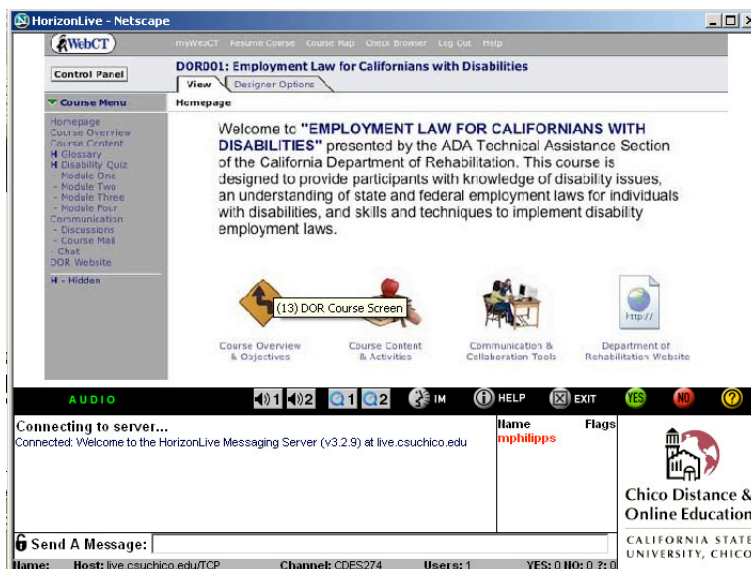 HorizonLive - Netscape
WebCT
myWebCT Resume Course Course Map Check Browser Log Out Help
Control Panel
DOR001: Employment Law for Californians with Disabilities
View Designer Options
Course Menu
Homepage
Homepage
Course Overview
Course Content
H Glossary
H Disability Quiz
- Module One
- Module Two
- Module Three
- Module Four
Communication
- Discussions
- Course Mail
- Chat
DOR Website
H - Hidden
Welcome to "EMPLOYMENT LAW FOR CALIFORNIANS WITH
DISABILITIES" presented by the ADA Technical Assistance Section
of the California Department of Rehabilitation. This course is
designed to provide participants with knowledge of disability issues,
an understanding of state and federal employment laws for individuals
with disabilities, and skills and techniques to implement disability
employment laws.
(13) DOR Course Screen
Http://
Course Overview
& Objectives
Course Content
& Activities
Communication &
Collaboration Tools
Department of
Rehabilitation Website
AUDIO 1 2 1 2 IM HELP EXIT YES NO ?
Connecting to server...
Connected: Welcome to the HorizonLive Messaging Server (v3.2.9) at live.csuchico.edu
Name Flags
mphilipps
Chico Distance &
Online Education
CALIFORNIA STATE
UNIVERSITY, CHICO
Send A Message:
Name: Host: live.csuchico.edu/TCP Channel: CDES274 Users: 1 YES: 0 NO: 0 ?: 0